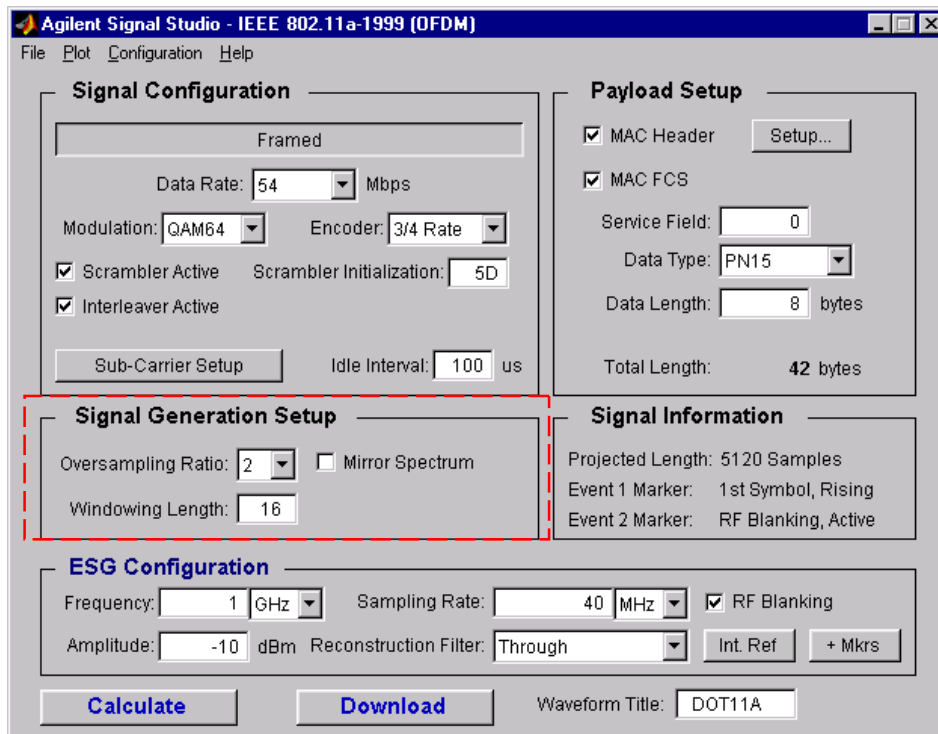 Agilent Signal Studio - IEEE 802.11a-1999 (OFDM)
File Plot Configuration Help
Signal Configuration
Framed
Data Rate: 54 Mbps
Modulation: QAM64 Encoder: 3/4 Rate
Scrambler Active Scrambler Initialization: 5D
Interleaver Active
Sub-Carrier Setup Idle Interval: 100 us
Payload Setup
MAC Header Setup...
MAC FCS
Service Field: 0
Data Type: PN15
Data Length: 8 bytes
Total Length: 42 bytes
Signal Generation Setup
Oversampling Ratio: 2 Mirror Spectrum
Windowing Length: 16
Signal Information
Projected Length: 5120 Samples
Event 1 Marker: 1st Symbol, Rising
Event 2 Marker: RF Blanking, Active
ESG Configuration
Frequency: 1 GHz Sampling Rate: 40 MHz RF Blanking
Amplitude: -10 dBm Reconstruction Filter: Through Int. Ref + Mkrs
Calculate Download Waveform Title: DOT11A